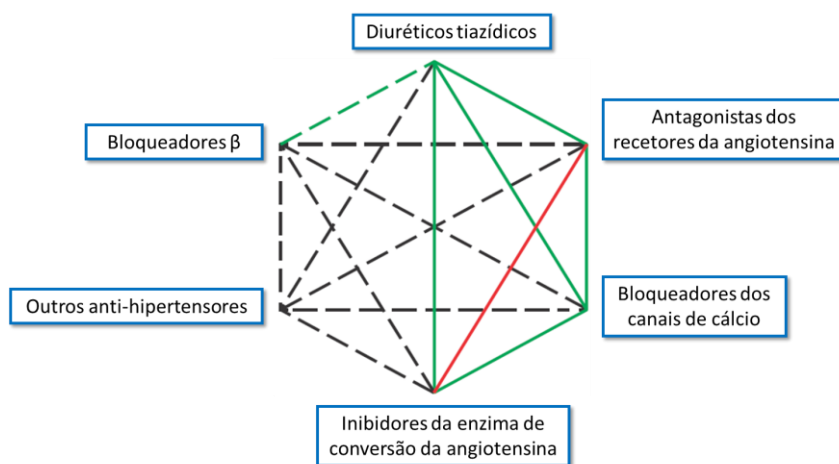 Diuréticos tiazídicos
Bloqueadores β
Antagonistas dos
recetores da angiotensina
Outros anti-hipertensores
Bloqueadores dos
canais de cálcio
Inibidores da enzima de
conversão da angiotensina